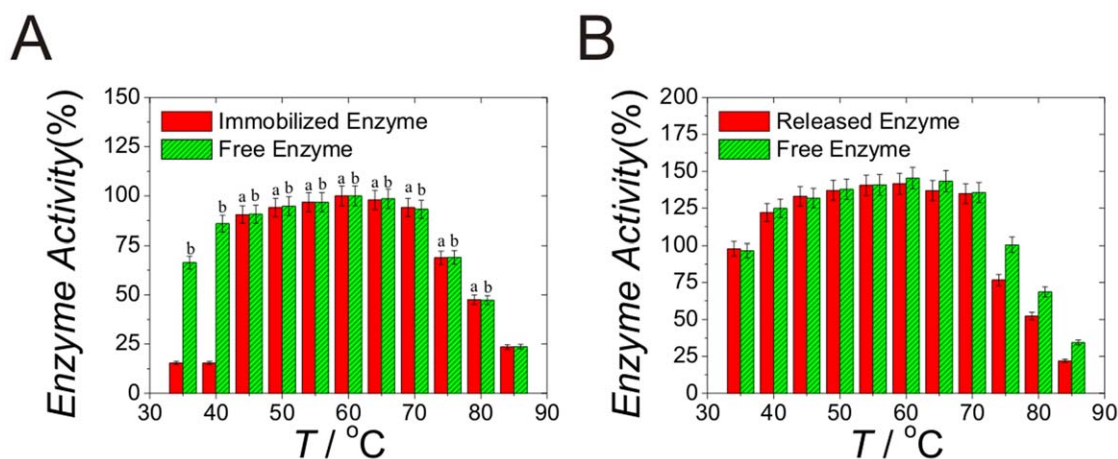 A
B
Enzyme Activity(%)
150
125
100
75
50
25
0
Immobilized Enzyme
Free Enzyme
b
b
a b
a b
a b
a b
a b
a b
a b
a b
30 40 50 60 70 80 90
T / °C
Enzyme Activity(%)
200
175
150
125
100
75
50
25
0
Released Enzyme
Free Enzyme
30 40 50 60 70 80 90
T / °C